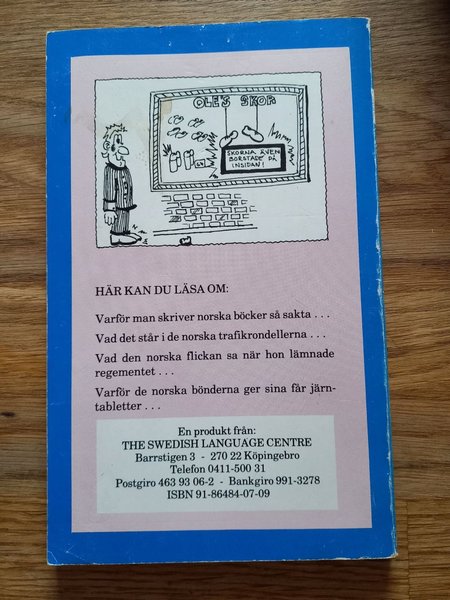 OLE'S SKOR
SKORNA ÄVEN
BORSTADE PÅ
INSIDAN!
HÄR KAN DU LÄSA OM:
Varför man skriver norska böcker så sakta . . .
Vad det står i de norska trafikrondellerna . . .
Vad den norska flickan sa när hon lämnade
regementet . . .
Varför de norska bönderna ger sina får järn-
tabletter . . .
En produkt från:
THE SWEDISH LANGUAGE CENTRE
Barrstigen 3 - 270 22 Köpingebro
Telefon 0411-500 31
Postgiro 463 93 06-2 - Bankgiro 991-3278
ISBN 91-86484-07-09